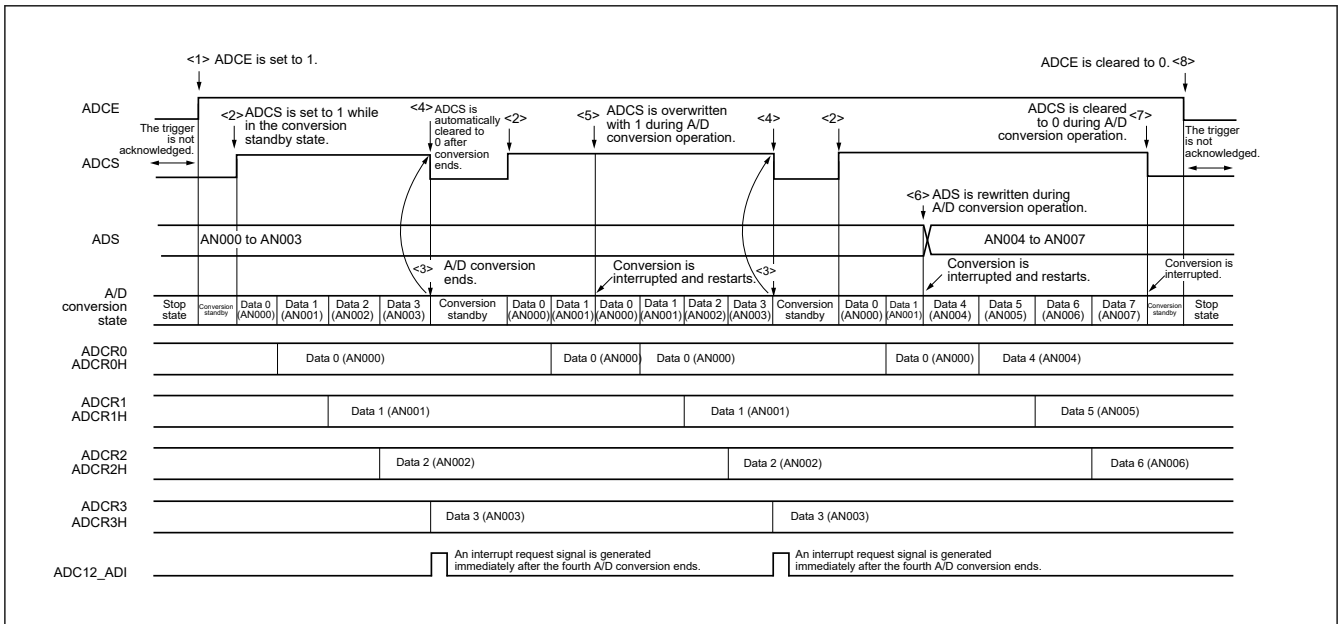 <1> ADCE is set to 1.
ADCE is cleared to 0. <8>
ADCE
The trigger
is not
acknowledged.
<2> ADCS is set to 1 while
in the conversion
standby state.
<4> ADCS is
automatically
cleared to
0 after
conversion
ends.
<2>
<5> ADCS is overwritten
with 1 during A/D
conversion operation.
<4>
<2>
ADCS is cleared
to 0 during A/D
conversion operation.
<7>
The trigger
is not
acknowledged.
ADCS
<6> ADS is rewritten during
A/D conversion operation.
ADS
AN000 to AN003
AN004 to AN007
<3> A/D conversion
ends.
Conversion is
interrupted and restarts.
<3>
Conversion is
interrupted and restarts.
Conversion is
interrupted.
A/D
conversion
state
Stop
state
Conversion
standby
Data 0
(AN000)
Data 1
(AN001)
Data 2
(AN002)
Data 3
(AN003)
Conversion
standby
Data 0
(AN000)
Data 1
(AN001)
Data 0
(AN000)
Data 1
(AN001)
Data 2
(AN002)
Data 3
(AN003)
Conversion
standby
Data 0
(AN000)
Data 1
(AN001)
Data 4
(AN004)
Data 5
(AN005)
Data 6
(AN006)
Data 7
(AN007)
Conversion
standby
Stop
state
ADCR0
ADCR0H
Data 0 (AN000)
Data 0 (AN000)
Data 0 (AN000)
Data 0 (AN000)
Data 4 (AN004)
ADCR1
ADCR1H
Data 1 (AN001)
Data 1 (AN001)
Data 5 (AN005)
ADCR2
ADCR2H
Data 2 (AN002)
Data 2 (AN002)
Data 6 (AN006)
ADCR3
ADCR3H
Data 3 (AN003)
Data 3 (AN003)
ADC12_ADI
An interrupt request signal is generated
immediately after the fourth A/D conversion ends.
An interrupt request signal is generated
immediately after the fourth A/D conversion ends.